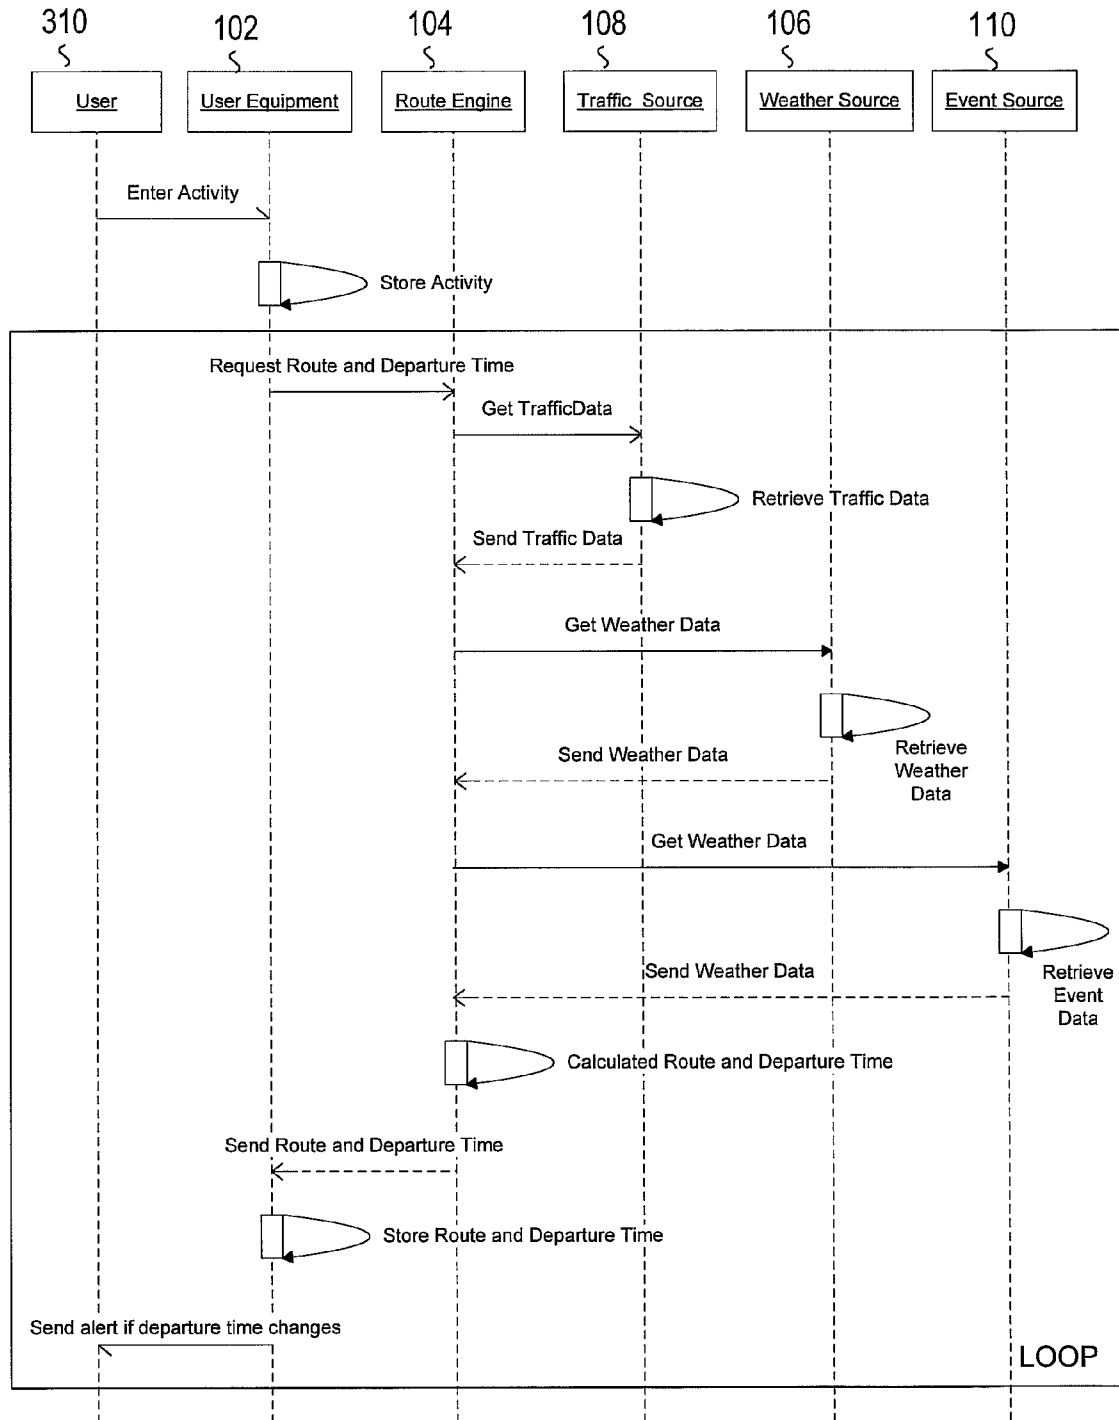 310
102
104
108
106
110
User
User Equipment
Route Engine
Traffic Source
Weather Source
Event Source
Enter Activity
Store Activity
Request Route and Departure Time
Get TrafficData
Retrieve Traffic Data
Send Traffic Data
Get Weather Data
Retrieve
Weather
Data
Send Weather Data
Get Weather Data
Retrieve
Event
Data
Send Weather Data
Calculated Route and Departure Time
Send Route and Departure Time
Store Route and Departure Time
Send alert if departure time changes
LOOP